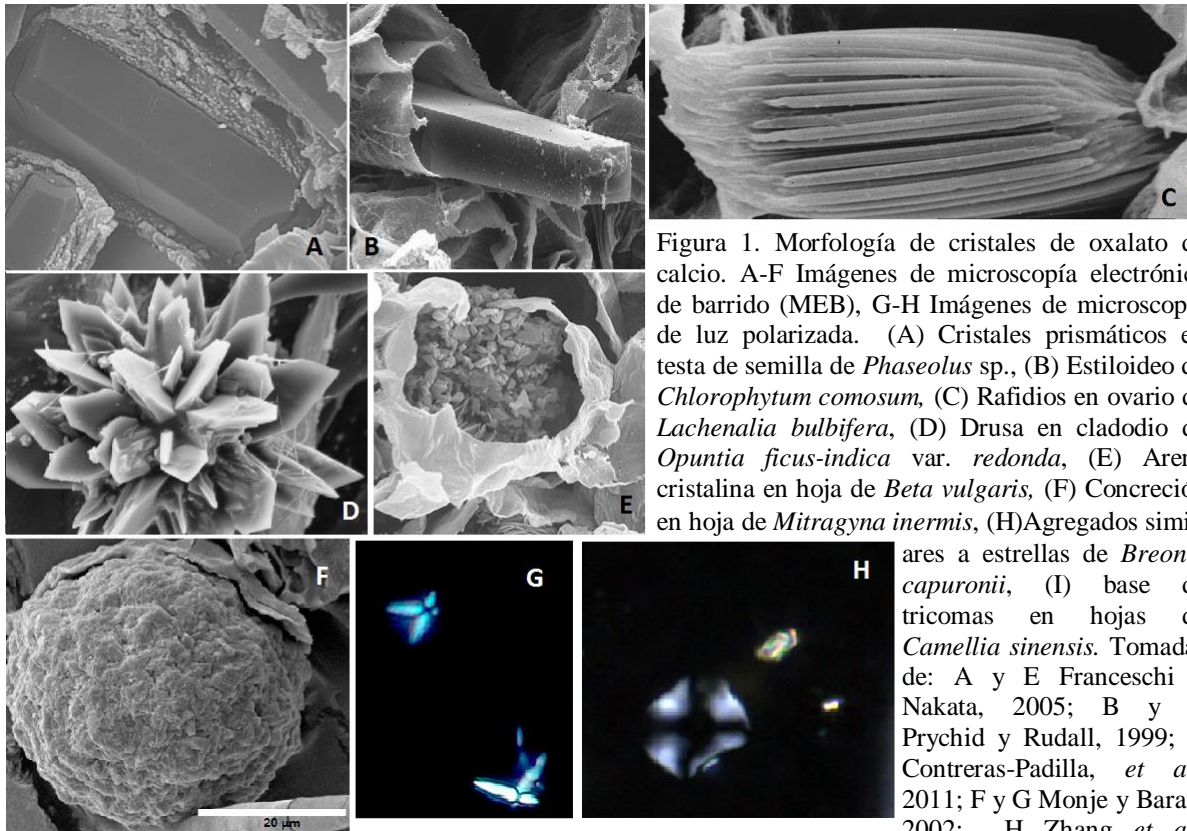 A
B
C
Figura 1. Morfología de cristales de oxalato d
calcio. A-F Imágenes de microscopía electrónic
de barrido (MEB), G-H Imágenes de microscop
de luz polarizada. (A) Cristales prismáticos e
testa de semilla de Phaseolus sp., (B) Estiloideo d
Chlorophytum comosum, (C) Rafidios en ovario d
Lachenalia bulbifera, (D) Drusa en cladodio d
Opuntia ficus-indica var. redonda, (E) Aren
cristalina en hoja de Beta vulgaris, (F) Concreció
en hoja de Mitragyna inermis, (H)Agregados simi
ares a estrellas de Breon
capuronii, (I) base d
tricomas en hojas d
Camellia sinensis. Tomada
de: A y E Franceschi
Nakata, 2005; B y
Prychid y Rudall, 1999;
Contreras-Padilla, et a
2011; F y G Monje y Bara
2002; H Zhang et a
D
E
F
20 µm
G
H